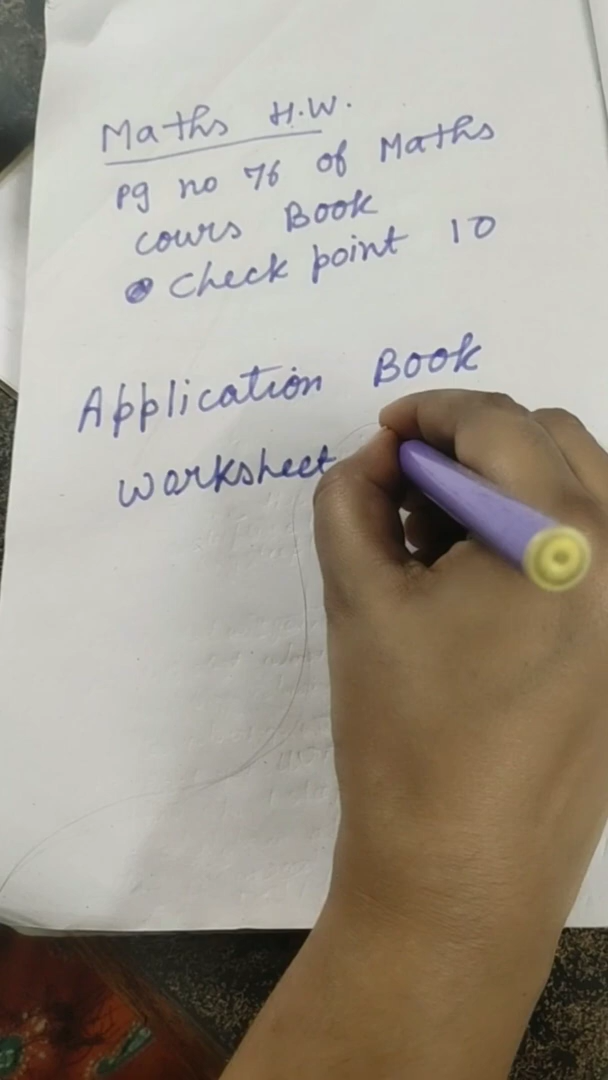 Maths H.W.
pg no 76 of Maths
cours Book
Check point 10
Application Book
worksheet